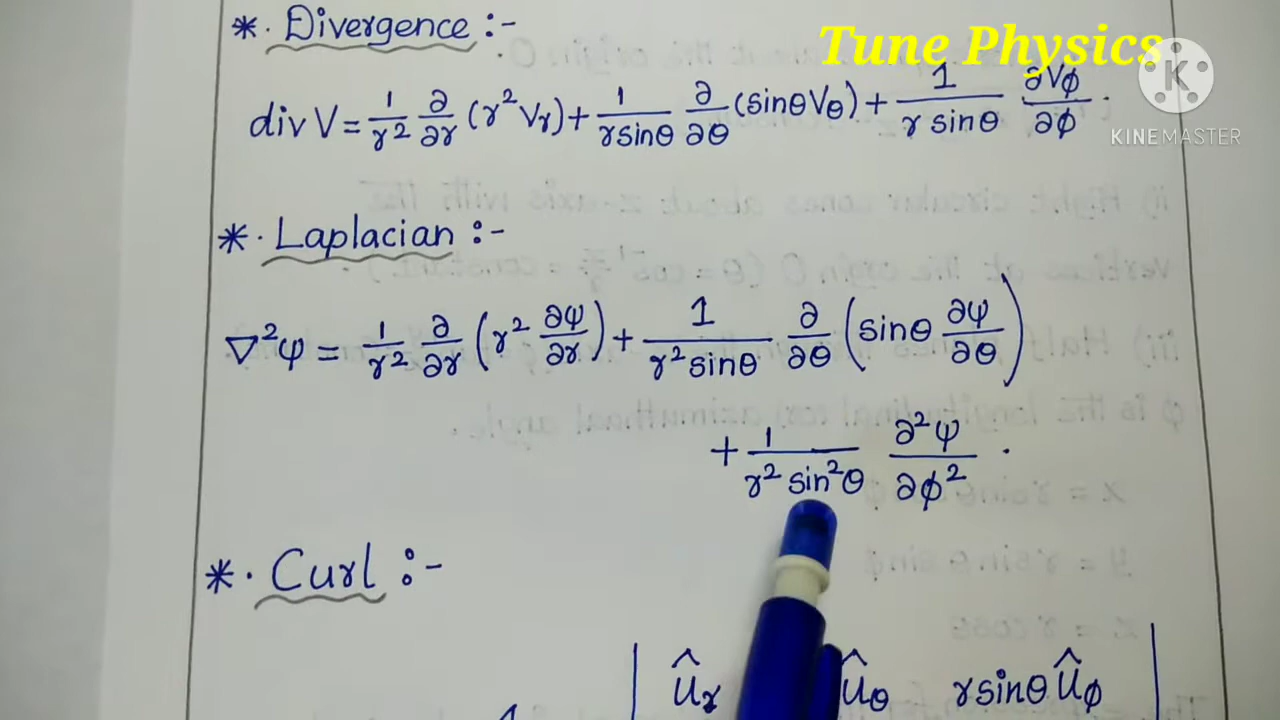 *. Divergence :-
Tune Physics
K
KINEMASTER
div V = 1/r² ∂/∂r (r² Vr) + 1/r sinθ ∂/∂θ (sinθ Vθ) + 1/r sinθ ∂Vϕ/∂ϕ .
*. Laplacian :-
∇²ψ = 1/r² ∂/∂r (r² ∂ψ/∂r) + 1/r² sinθ ∂/∂θ (sinθ ∂ψ/∂θ)
+ 1/r² sin²θ ∂²ψ/∂ϕ² .
*. Curl :-
ûr ûθ r sinθ ûϕ